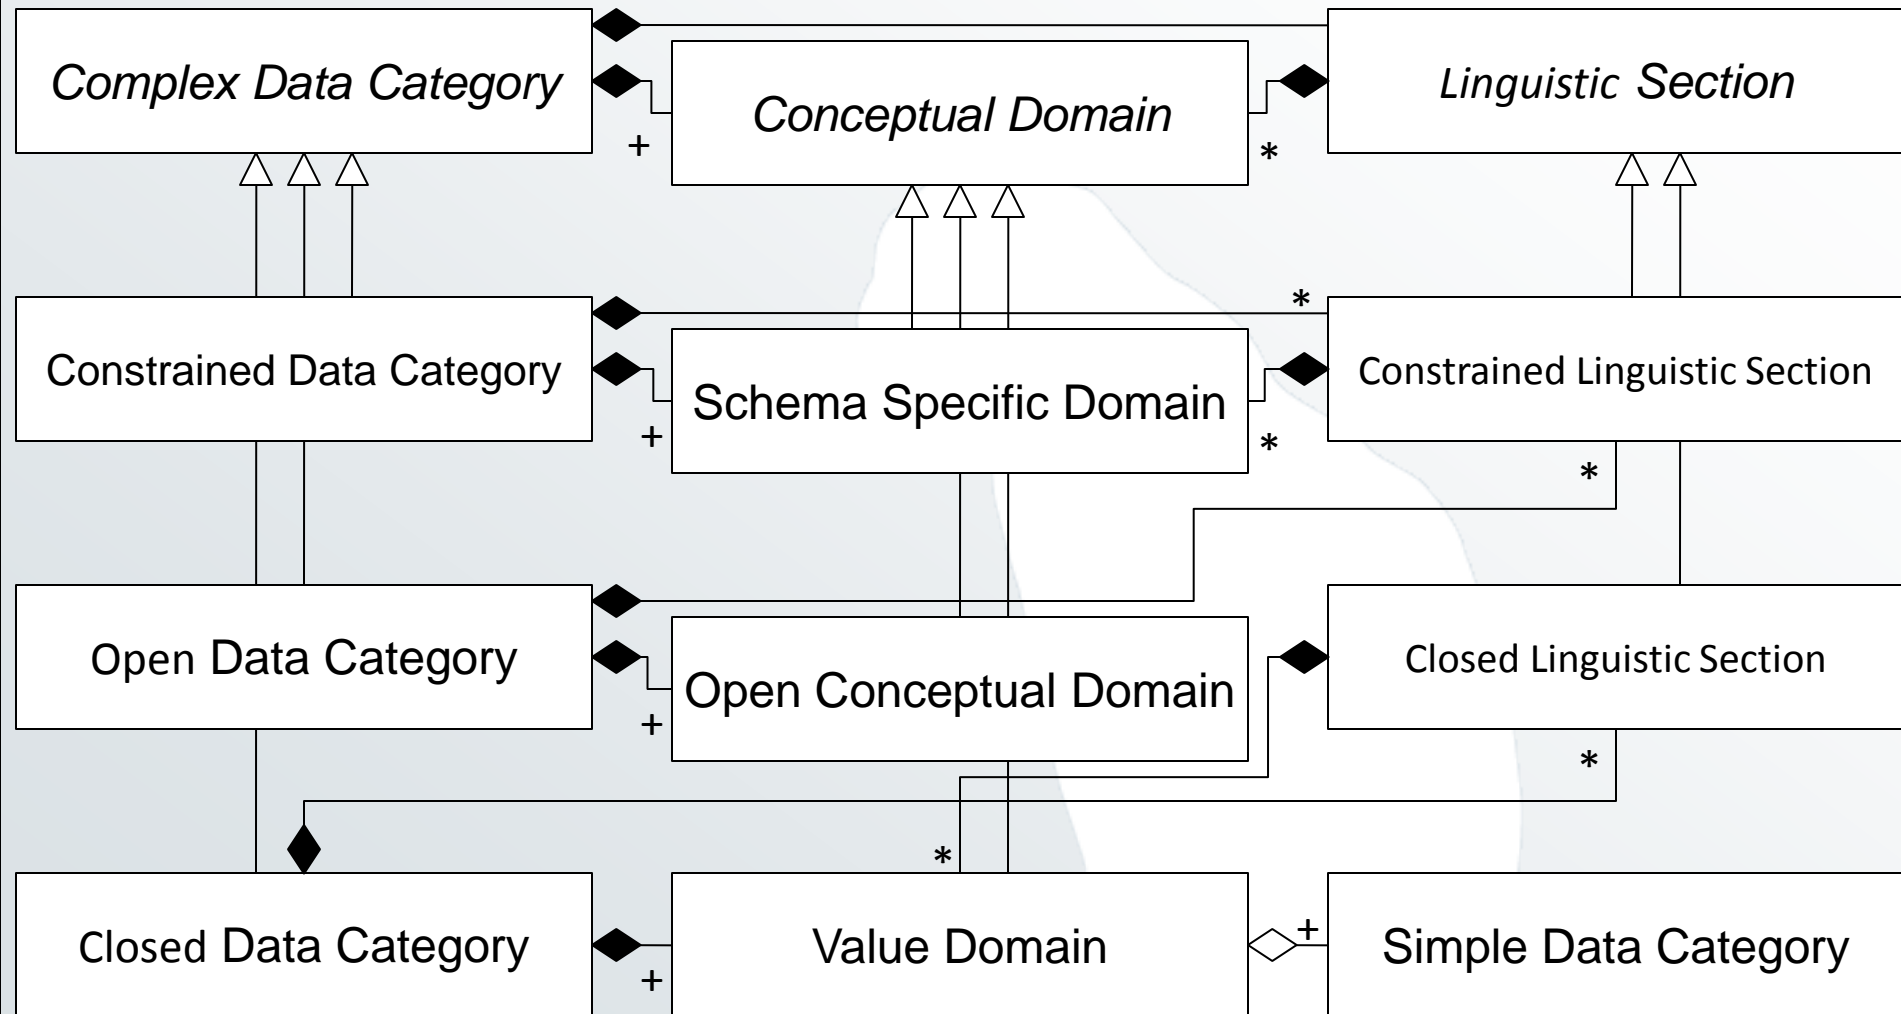 Complex Data Category
Conceptual Domain
Linguistic Section
+
*
Constrained Data Category
*
Schema Specific Domain
Constrained Linguistic Section
+
*
*
Open Data Category
Open Conceptual Domain
Closed Linguistic Section
+
*
*
Closed Data Category
Value Domain
+
Simple Data Category
+